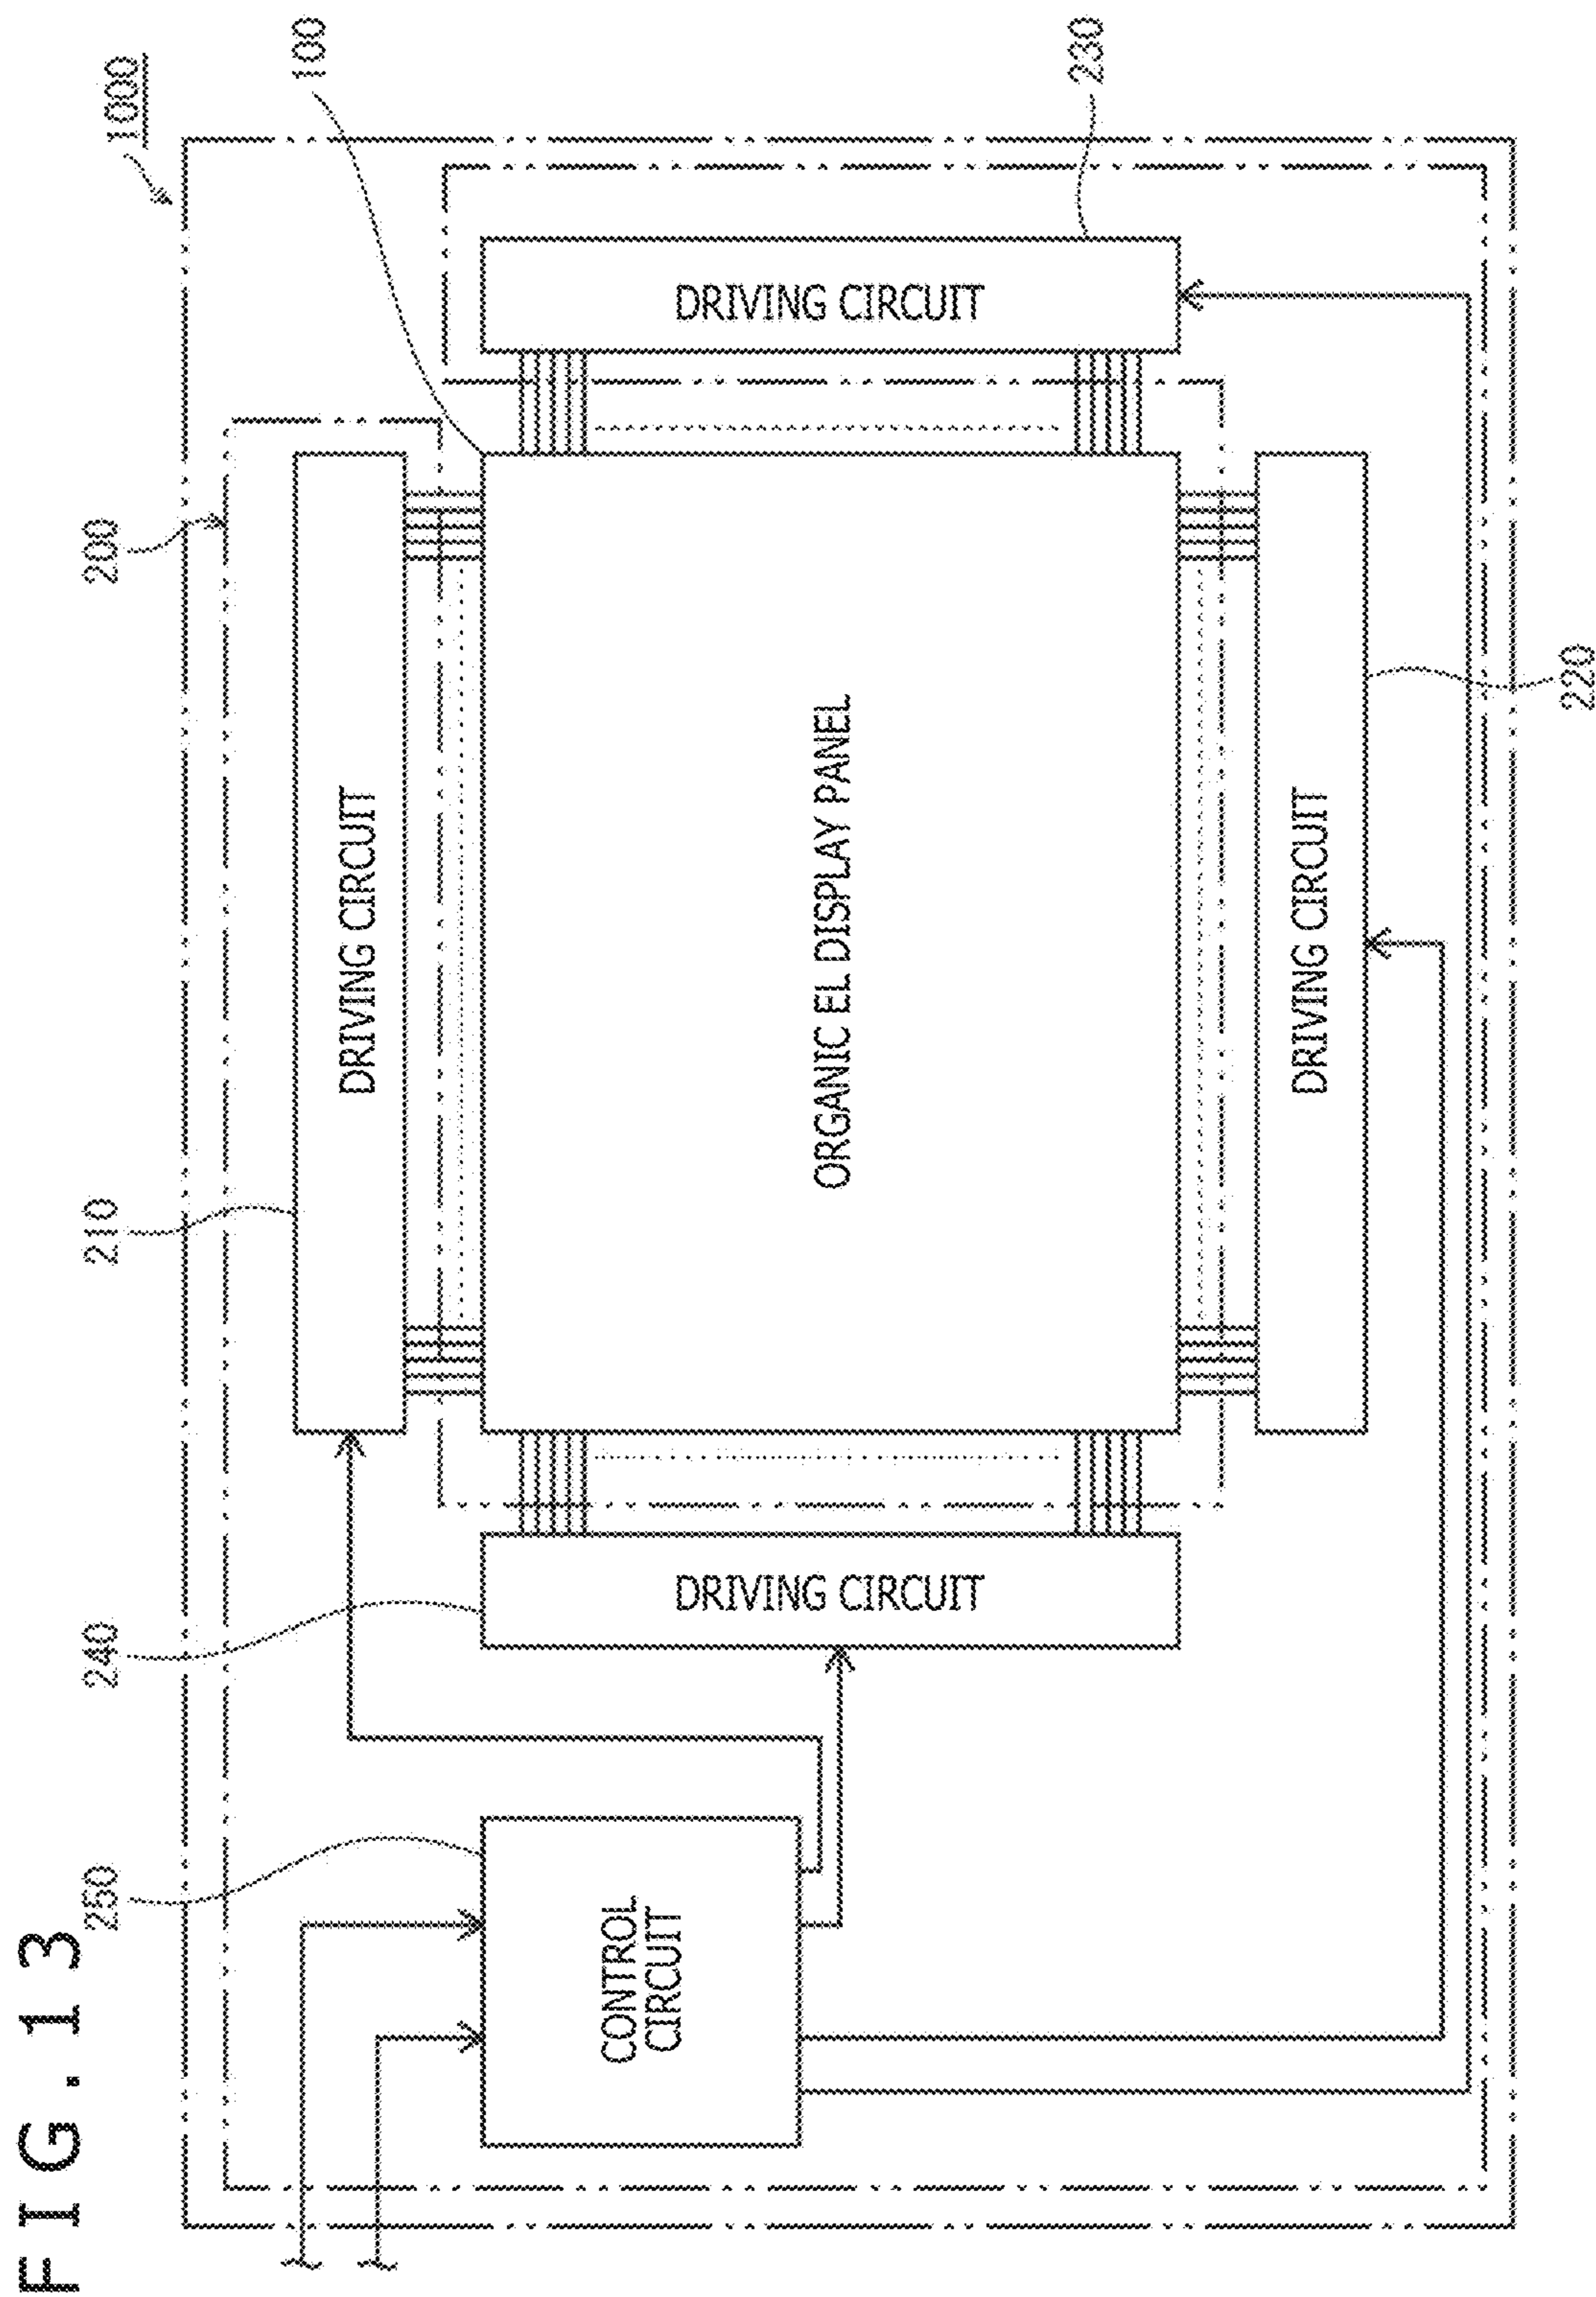 FIG.13
1000
200
210
240
250
100
DRIVING CIRCUIT
CONTROL
CIRCUIT
DRIVING CIRCUIT
ORGANIC EL DISPLAY PANEL
DRIVING CIRCUIT
230
DRIVING CIRCUIT
220